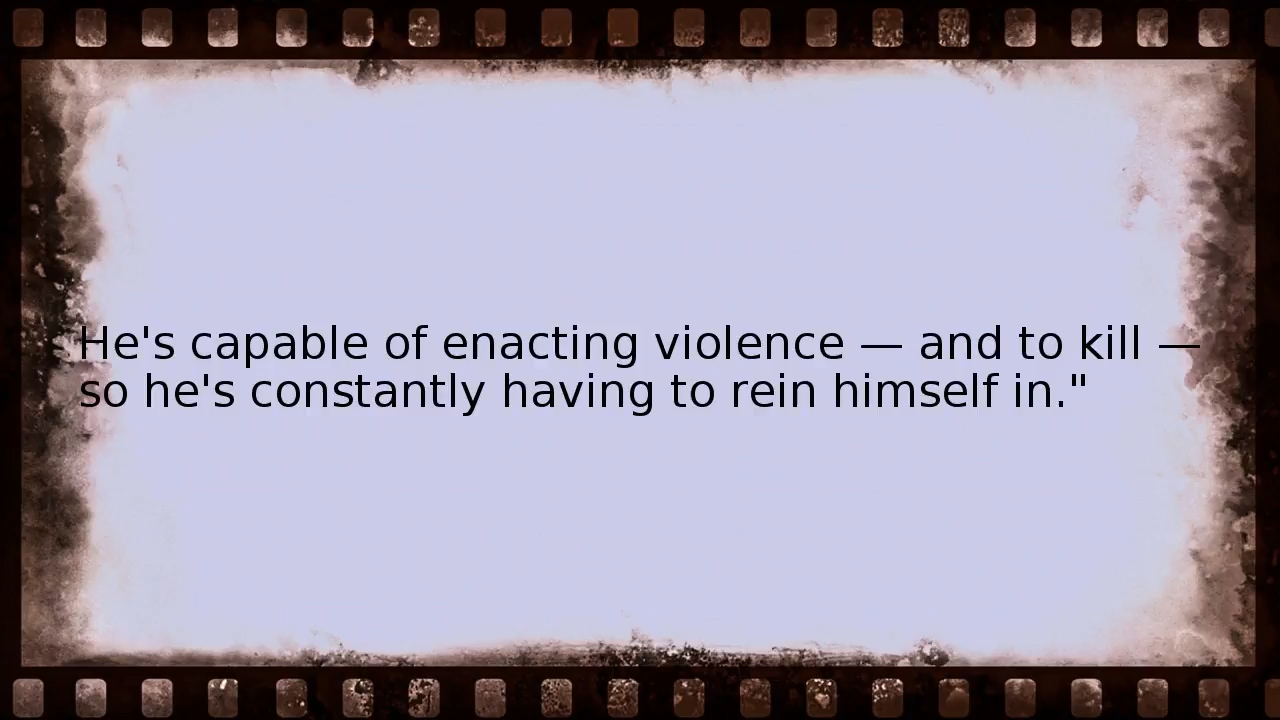 He's capable of enacting violence — and to kill —
so he's constantly having to rein himself in."